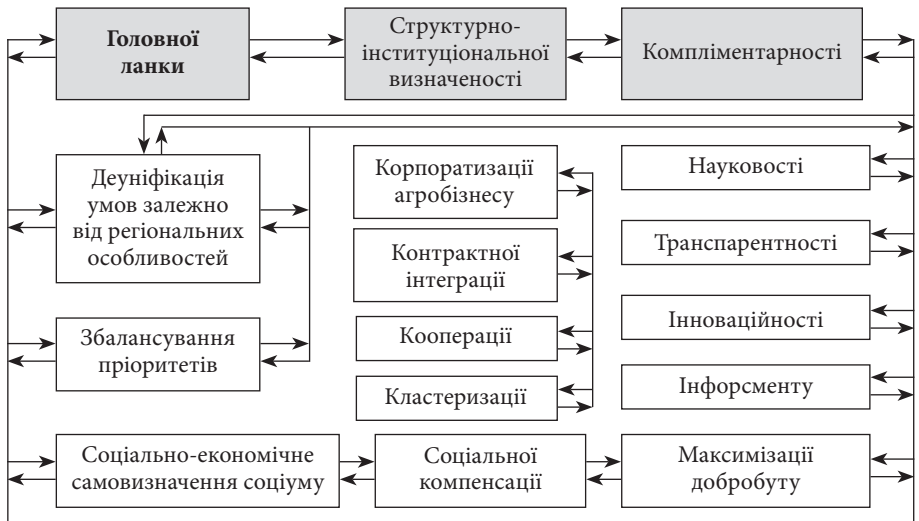 Головної
ланки
Структурно-
інституціональної
визначеності
Компліментарності
Деуніфікація
умов залежно
від регіональних
особливостей
Збалансування
пріоритетів
Корпоратизації
агробізнесу
Контрактної
інтеграції
Кооперації
Кластеризації
Науковості
Транспарентності
Інноваційності
Інфорсменту
Соціально-економічне
самовизначення соціуму
Соціальної
компенсації
Максимізації
добробуту